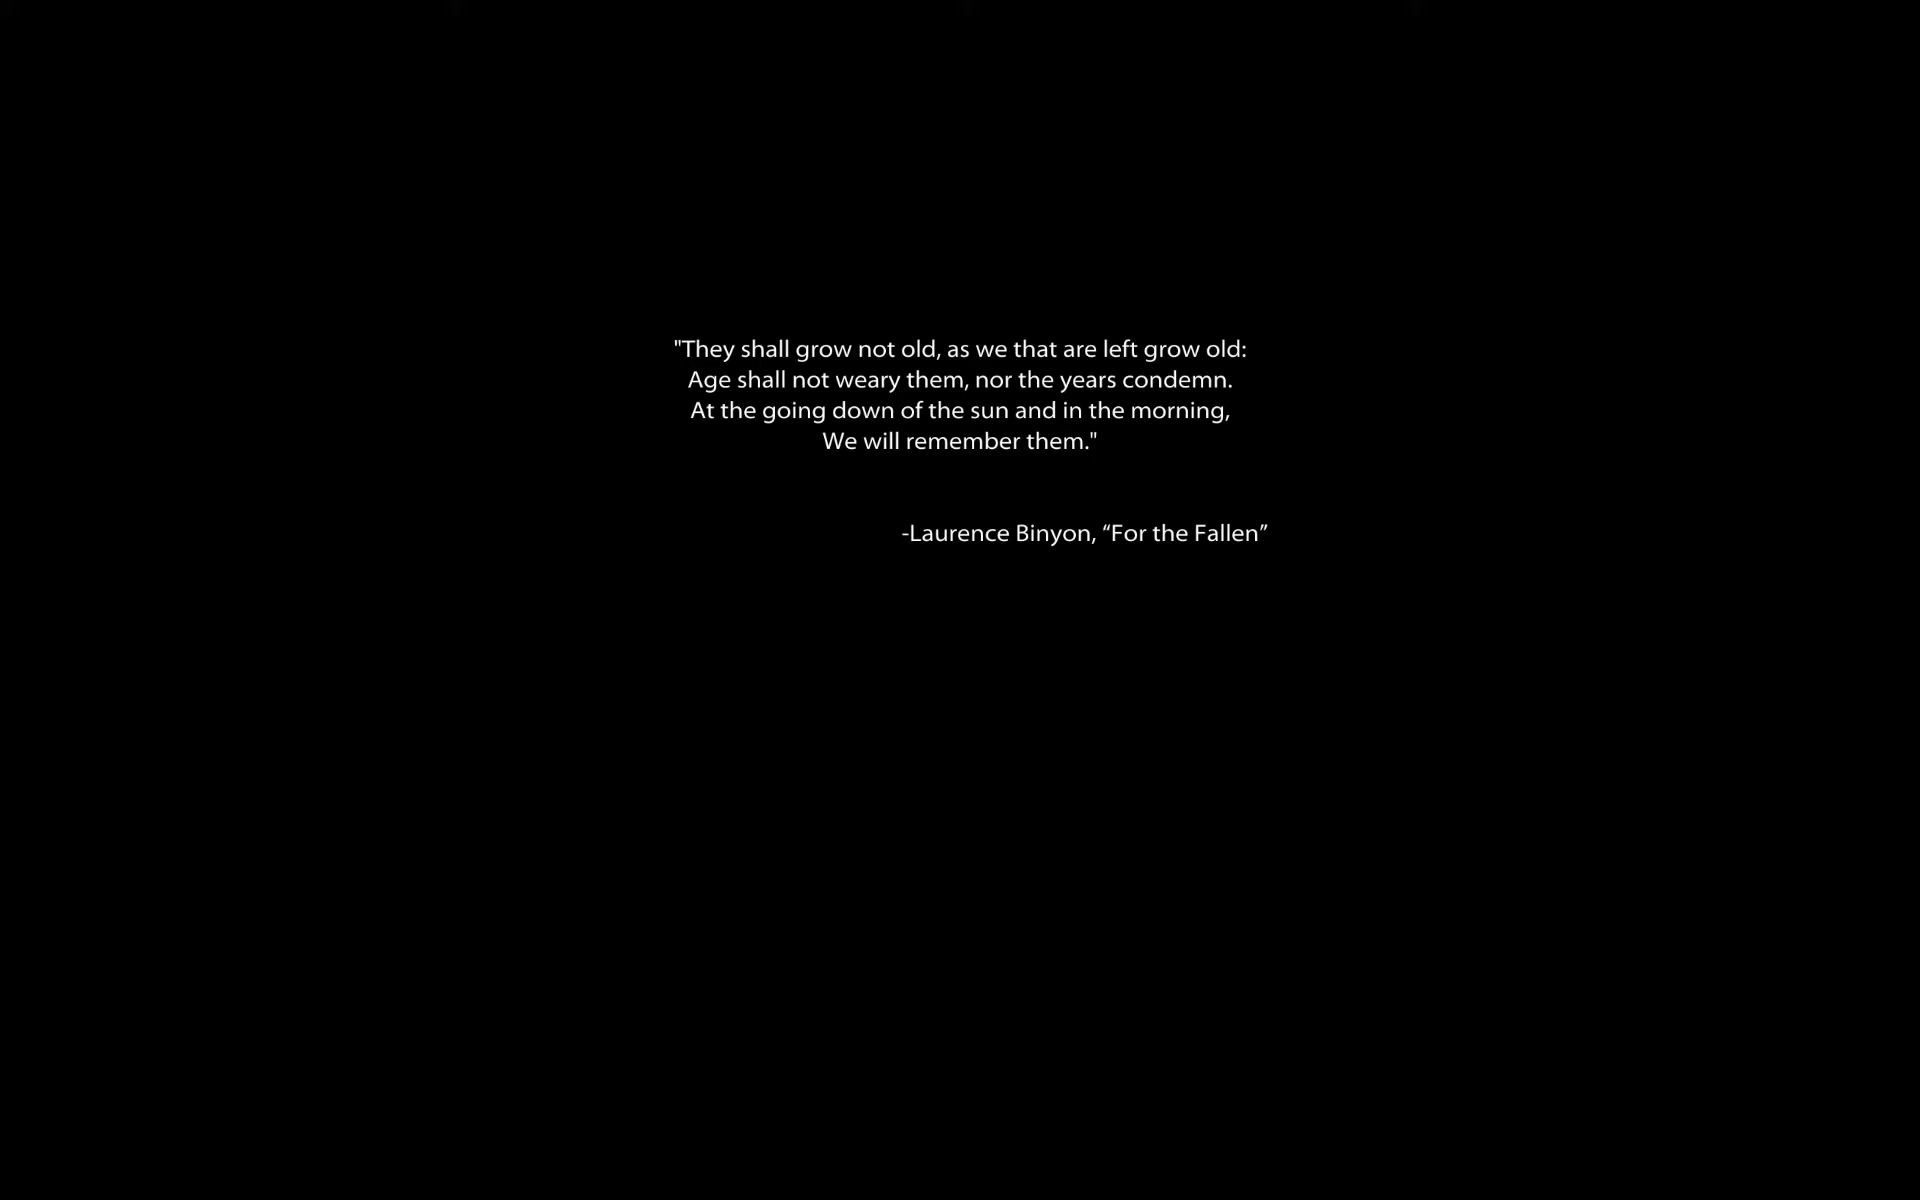 "They shall grow not old, as we that are left grow old:
Age shall not weary them, nor the years condemn.
At the going down of the sun and in the morning,
We will remember them."
-Laurence Binyon, “For the Fallen”